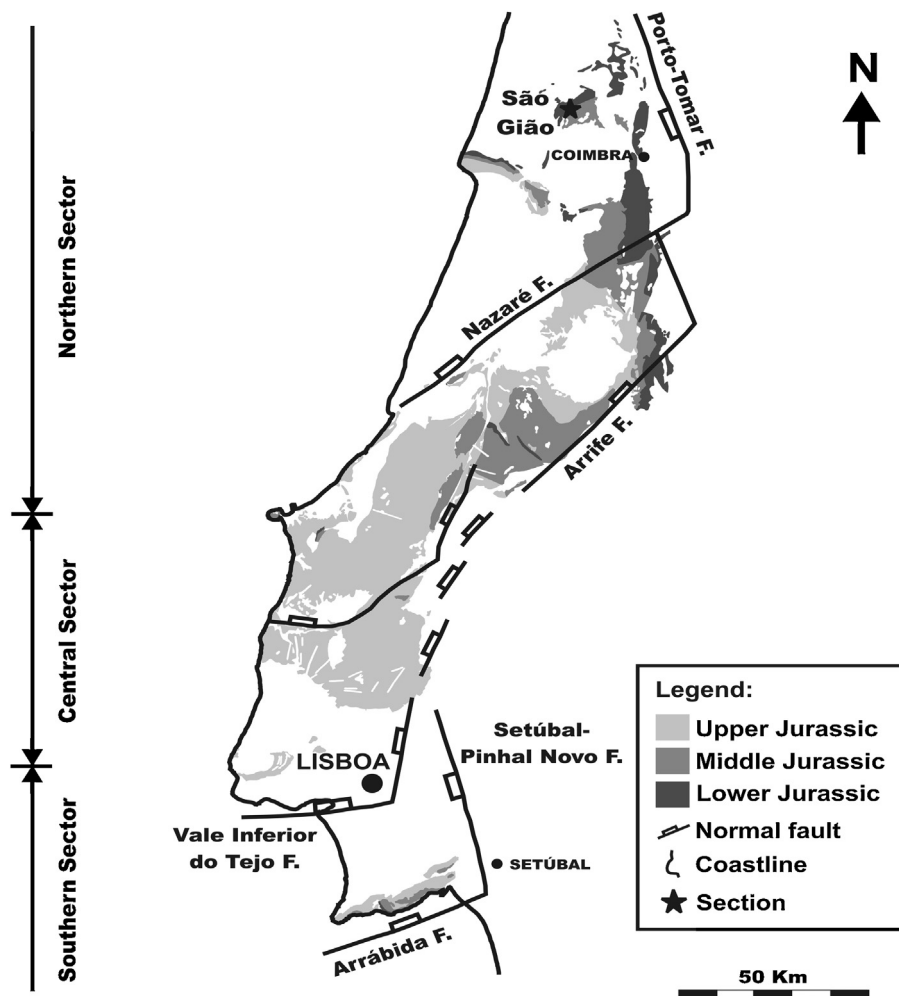 Porto-Tomar F.
N
São
Gião
COIMBRA
Northern Sector
Nazaré F.
Arrife F.
Central Sector
Legend:
Upper Jurassic
Middle Jurassic
Lower Jurassic
Normal fault
Coastline
Section
Setúbal-
Pinhal Novo F.
LISBOA
Vale Inferior
do Tejo F.
SETÚBAL
Southern Sector
Arrábida F.
50 Km